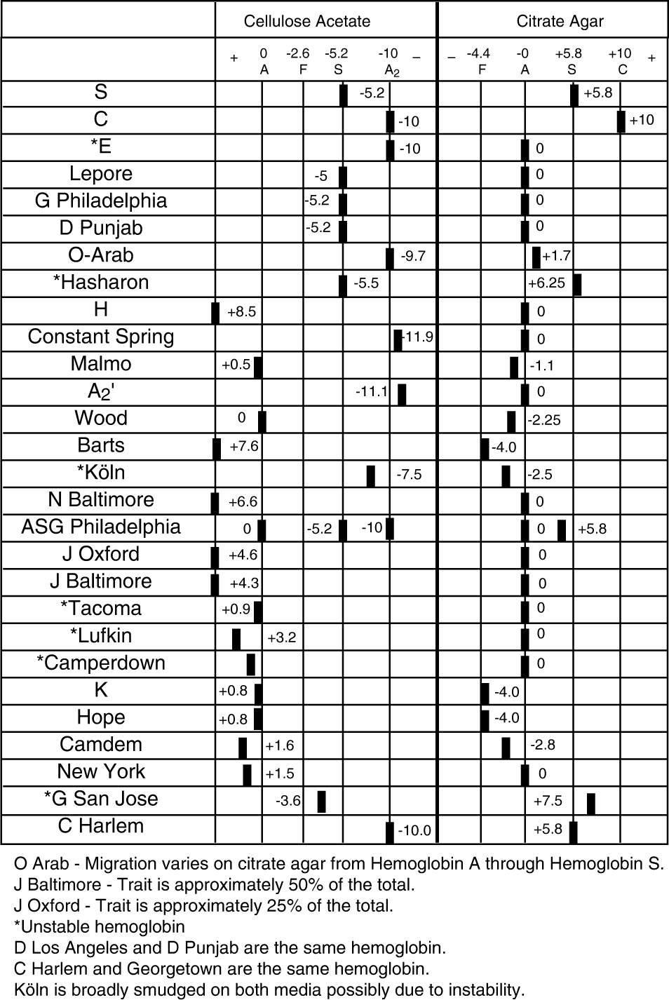 Cellulose Acetate Citrate Agar
+ 0 -2.6 -5.2 -10 – – -4.4 -0 +5.8 +10 +
A F S A2 F A S C
S -5.2 +5.8
C -10 +10
*E -10 0
Lepore -5 0
G Philadelphia -5.2 0
D Punjab -5.2 0
O-Arab -9.7 +1.7
*Hasharon -5.5 +6.25
H +8.5 0
Constant Spring -11.9 0
Malmo +0.5 -1.1
A2' -11.1 0
Wood 0 -2.25
Barts +7.6 -4.0
*Köln -7.5 -2.5
N Baltimore +6.6 0
ASG Philadelphia 0 -5.2 -10 0 +5.8
J Oxford +4.6 0
J Baltimore +4.3 0
*Tacoma +0.9 0
*Lufkin +3.2 0
*Camperdown 0
K +0.8 -4.0
Hope +0.8 -4.0
Camdem +1.6 -2.8
New York +1.5 0
*G San Jose -3.6 +7.5
C Harlem -10.0 +5.8
O Arab - Migration varies on citrate agar from Hemoglobin A through Hemoglobin S.
J Baltimore - Trait is approximately 50% of the total.
J Oxford - Trait is approximately 25% of the total.
*Unstable hemoglobin
D Los Angeles and D Punjab are the same hemoglobin.
C Harlem and Georgetown are the same hemoglobin.
Köln is broadly smudged on both media possibly due to instability.